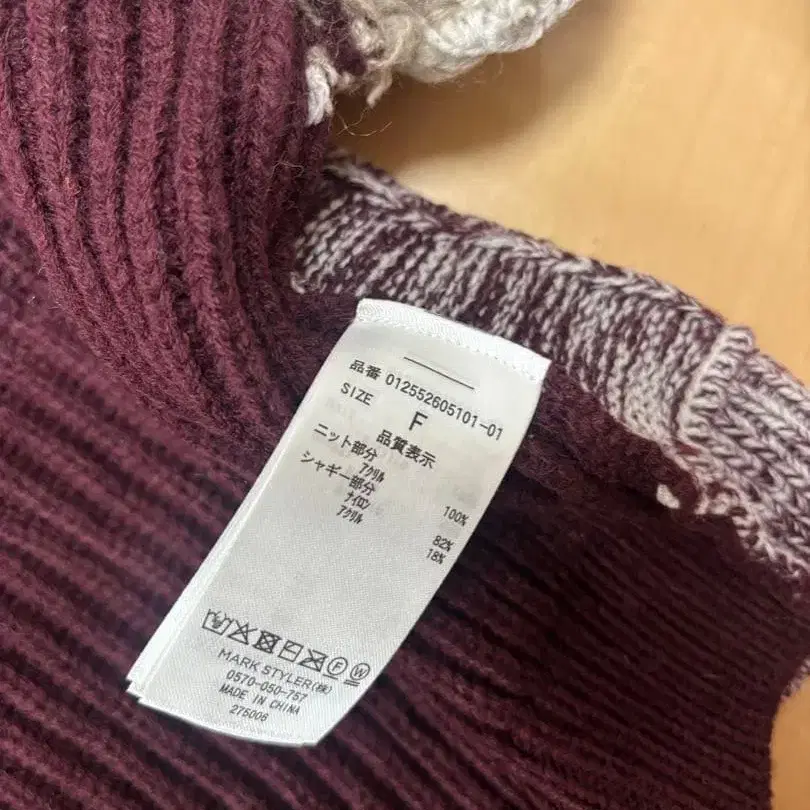 品番 012552605101-01
SIZE F
品質表示
ニット部分
アクリル 100%
シャギー部分
ナイロン 82%
アクリル 18%
MARK STYLER(株)
0570-050-757
MADE IN CHINA
275006